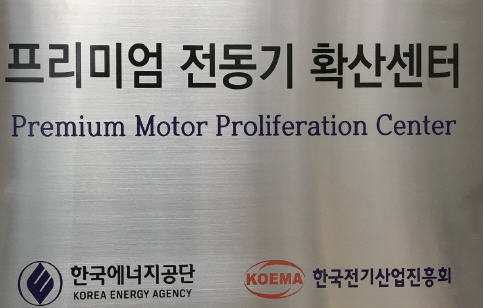 프리미엄 전동기 확산센터
Premium Motor Proliferation Center
한국에너지공단
KOREA ENERGY AGENCY
KOEMA 한국전기산업진흥회